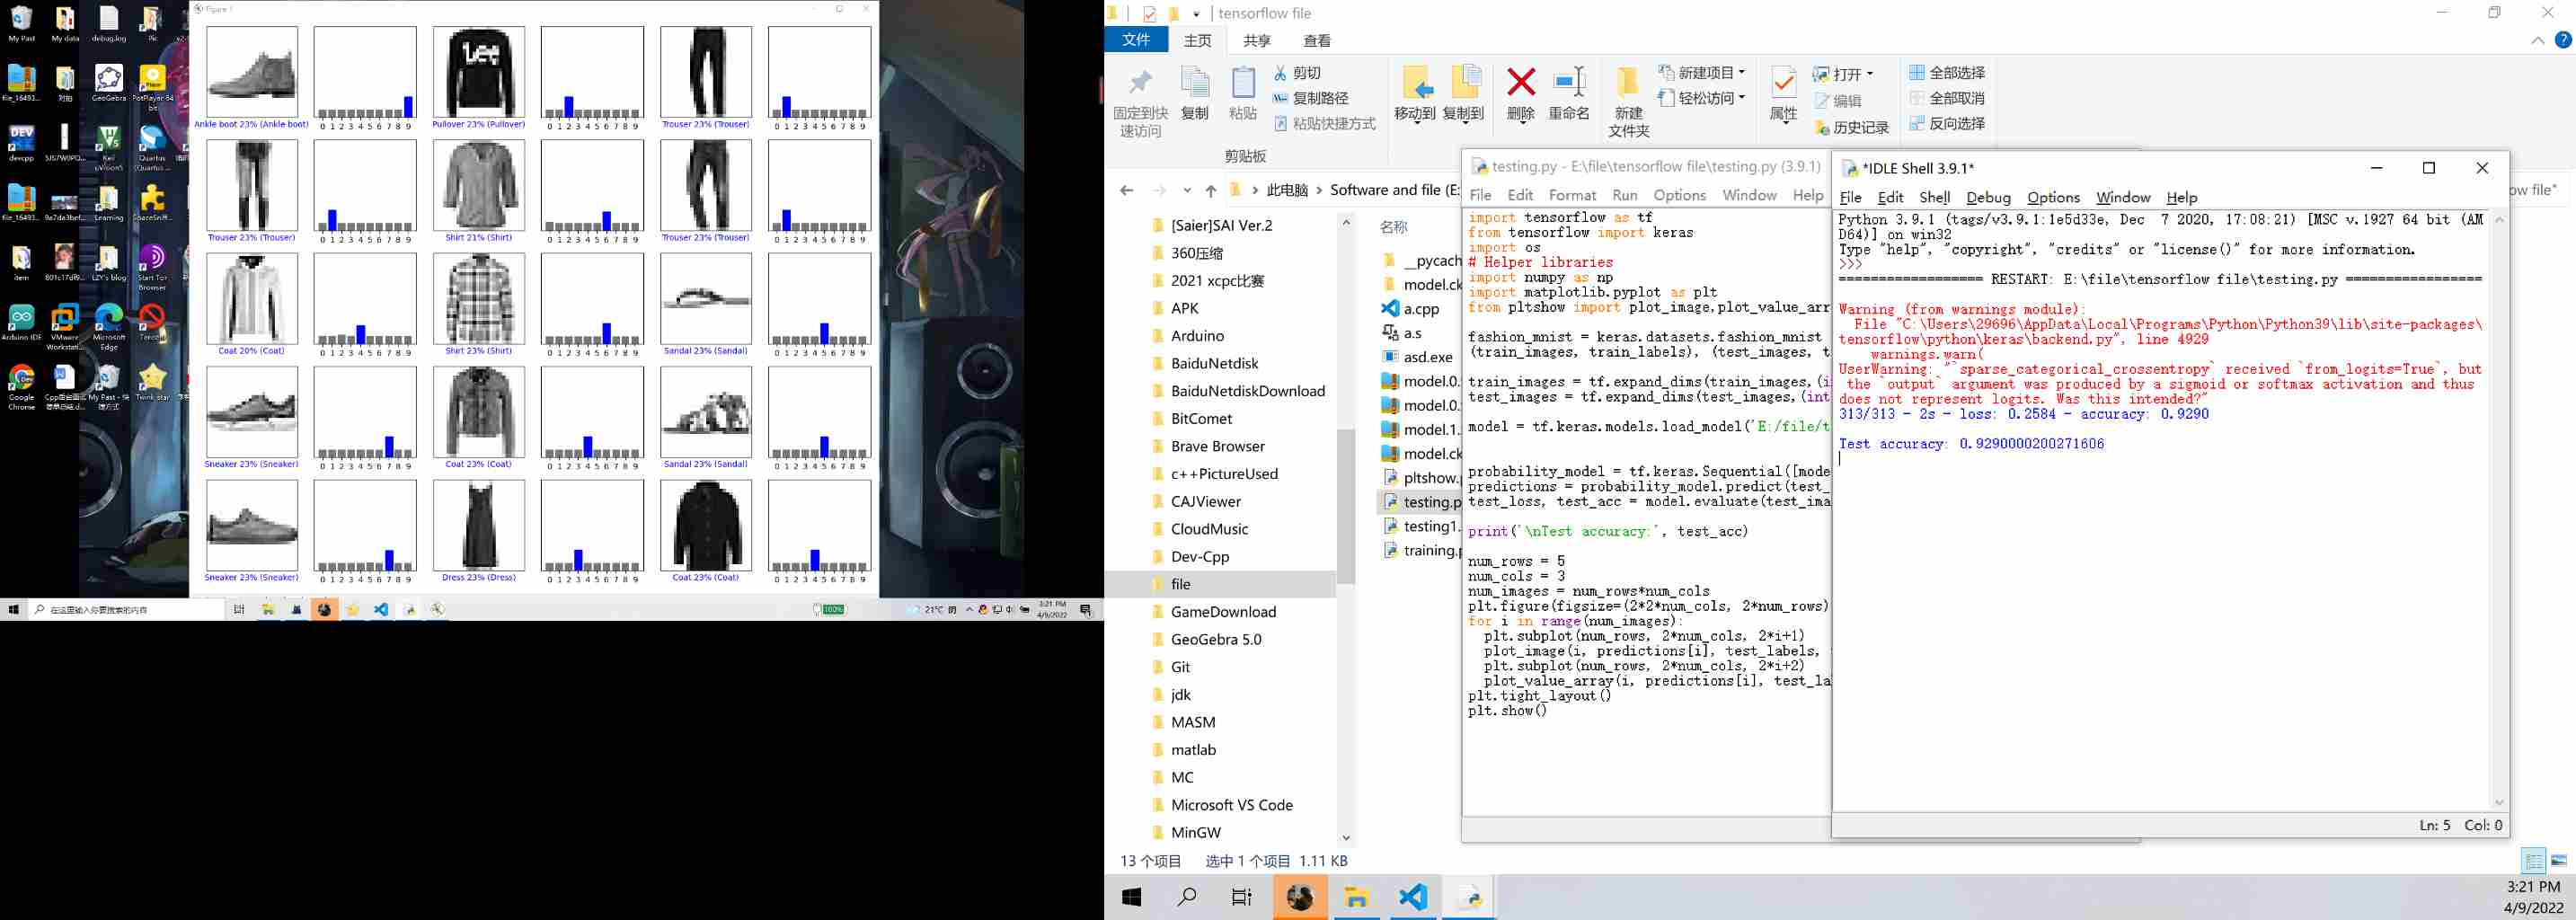 Figure 1
My Past
My data
debug.log
file_16493...
GeoGebra
PotPlayer 64 bit
devcpp
Keil uVision5
Quartus (Quartus ...
file_16493...
9e7da3bef...
Learning
SpaceSniff...
item
801c17df9...
LZY's blog
Start Tor Browser
Arduino IDE
VMware Workstati...
Microsoft Edge
Google Chrome
My Past - 快捷方式
Twink star
Ankle boot 23% (Ankle boot)
0 1 2 3 4 5 6 7 8 9
Lee
Pullover 23% (Pullover)
0 1 2 3 4 5 6 7 8 9
Trouser 23% (Trouser)
0 1 2 3 4 5 6 7 8 9
Trouser 23% (Trouser)
0 1 2 3 4 5 6 7 8 9
Shirt 21% (Shirt)
0 1 2 3 4 5 6 7 8 9
Trouser 23% (Trouser)
0 1 2 3 4 5 6 7 8 9
Coat 20% (Coat)
0 1 2 3 4 5 6 7 8 9
Shirt 23% (Shirt)
0 1 2 3 4 5 6 7 8 9
Sandal 23% (Sandal)
0 1 2 3 4 5 6 7 8 9
Sneaker 23% (Sneaker)
0 1 2 3 4 5 6 7 8 9
Coat 23% (Coat)
0 1 2 3 4 5 6 7 8 9
Sandal 23% (Sandal)
0 1 2 3 4 5 6 7 8 9
Sneaker 23% (Sneaker)
0 1 2 3 4 5 6 7 8 9
Dress 23% (Dress)
0 1 2 3 4 5 6 7 8 9
Coat 23% (Coat)
0 1 2 3 4 5 6 7 8 9
在这里输入你要搜索的内容
100%
21°C 阴
3:21 PM
4/9/2022
tensorflow file
文件 主页 共享 查看
固定到快速访问
复制
粘贴
剪切
复制路径
粘贴快捷方式
剪贴板
移动到
复制到
删除
重命名
新建文件夹
新建项目
轻松访问
属性
打开
编辑
历史记录
全部选择
全部取消
反向选择
此电脑 > Software and file (E:
ow file"
[Saier]SAI Ver.2
360压缩
2021 xcpc比赛
APK
Arduino
BaiduNetdisk
BaiduNetdiskDownload
BitComet
Brave Browser
c++PictureUsed
CAJViewer
CloudMusic
Dev-Cpp
file
GameDownload
GeoGebra 5.0
Git
jdk
MASM
matlab
MC
Microsoft VS Code
MinGW
名称
__pycach
model.ck
a.cpp
a.s
asd.exe
model.0.
model.0.
model.1.
model.ck
pltshow.p
testing.p
testing1.
training.p
13 个项目 选中 1 个项目 1.11 KB
testing.py - E:\file\tensorflow file\testing.py (3.9.1)
File Edit Format Run Options Window Help
import tensorflow as tf
from tensorflow import keras
import os
# Helper libraries
import numpy as np
import matplotlib.pyplot as plt
from pltshow import plot_image,plot_value_arr
fashion_mnist = keras.datasets.fashion_mnist
(train_images, train_labels), (test_images, t
train_images = tf.expand_dims(train_images,(i
test_images = tf.expand_dims(test_images,(int
model = tf.keras.models.load_model('E:/file/t
probability_model = tf.keras.Sequential([mode
predictions = probability_model.predict(test_
test_loss, test_acc = model.evaluate(test_ima
print('\nTest accuracy:', test_acc)
num_rows = 5
num_cols = 3
num_images = num_rows*num_cols
plt.figure(figsize=(2*2*num_cols, 2*num_rows)
for i in range(num_images):
plt.subplot(num_rows, 2*num_cols, 2*i+1)
plot_image(i, predictions[i], test_labels,
plt.subplot(num_rows, 2*num_cols, 2*i+2)
plot_value_array(i, predictions[i], test_la
plt.tight_layout()
plt.show()
*IDLE Shell 3.9.1*
File Edit Shell Debug Options Window Help
Python 3.9.1 (tags/v3.9.1:1e5d33e, Dec 7 2020, 17:08:21) [MSC v.1927 64 bit (AM
D64)] on win32
Type "help", "copyright", "credits" or "license()" for more information.
>>>
================= RESTART: E:\file\tensorflow file\testing.py =================
Warning (from warnings module):
File "C:\Users\29696\AppData\Local\Programs\Python\Python39\lib\site-packages\
tensorflow\python\keras\backend.py", line 4929
warnings.warn(
UserWarning: "`sparse_categorical_crossentropy` received `from_logits=True`, but
the `output` argument was produced by a sigmoid or softmax activation and thus
does not represent logits. Was this intended?"
313/313 - 2s - loss: 0.2584 - accuracy: 0.9290
Test accuracy: 0.9290000200271606
Ln: 5 Col: 0
3:21 PM
4/9/2022